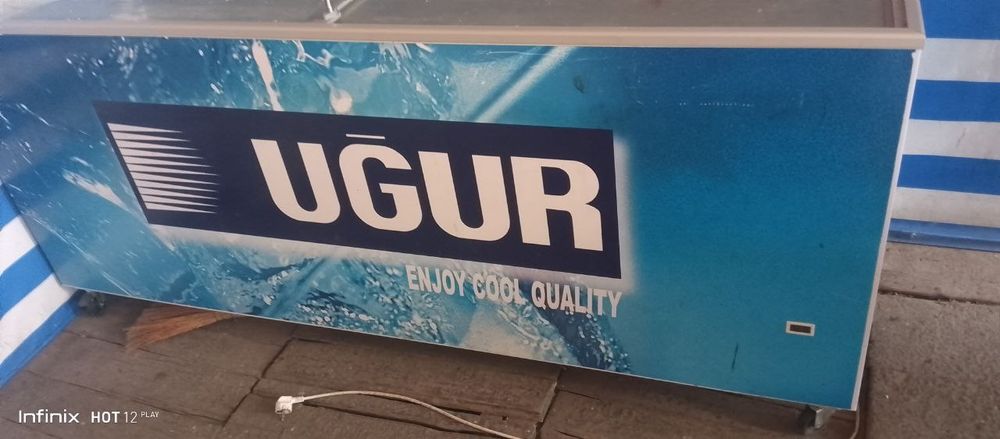 UĞUR
ENJOY COOL QUALITY
Infinix HOT 12 PLAY